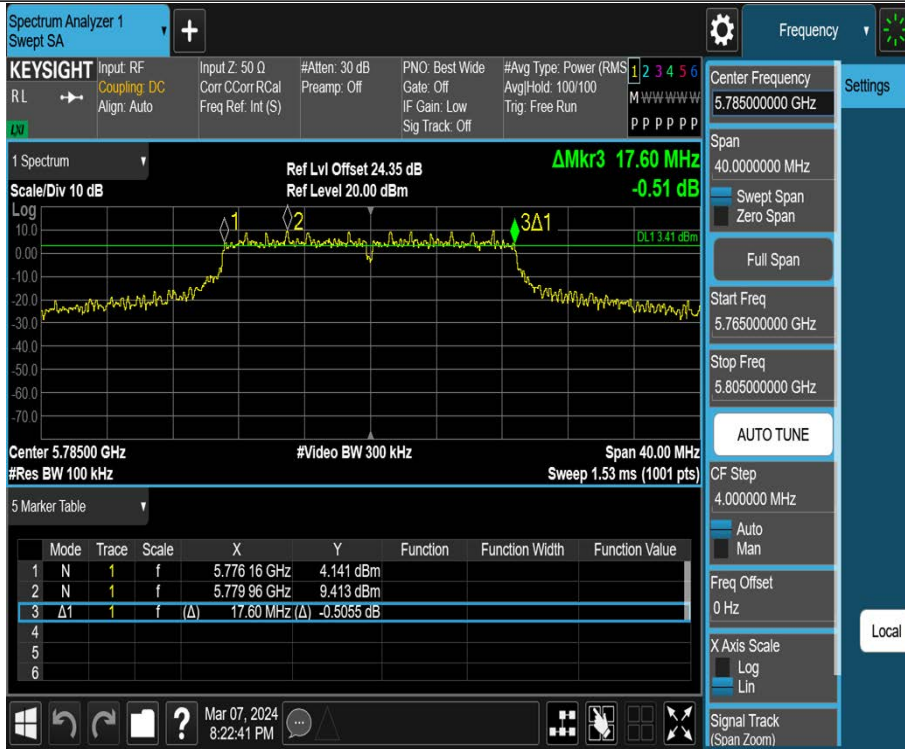 Spectrum Analyzer 1
Swept SA
+
Frequency
KEYSIGHT
RL
LXI
Input: RF
Coupling: DC
Align: Auto
Input Z: 50 Ω
Corr CCorr RCal
Freq Ref: Int (S)
#Atten: 30 dB
Preamp: Off
PNO: Best Wide
Gate: Off
IF Gain: Low
Sig Track: Off
#Avg Type: Power (RMS
Avg|Hold: 100/100
Trig: Free Run
1 2 3 4 5 6
M W W W W W
P P P P P P
1 Spectrum
Scale/Div 10 dB
Ref Lvl Offset 24.35 dB
Ref Level 20.00 dBm
ΔMkr3 17.60 MHz
-0.51 dB
Log
10.0
0.00
-10.0
-20.0
-30.0
-40.0
-50.0
-60.0
-70.0
1
2
3Δ1
DL1 3.41 dBm
Center 5.78500 GHz
#Video BW 300 kHz
Span 40.00 MHz
#Res BW 100 kHz
Sweep 1.53 ms (1001 pts)
5 Marker Table
Mode Trace Scale X Y Function Function Width Function Value
1 N 1 f 5.776 16 GHz 4.141 dBm
2 N 1 f 5.779 96 GHz 9.413 dBm
3 Δ1 1 f (Δ) 17.60 MHz (Δ) -0.5055 dB
4
5
6
?
Mar 07, 2024
8:22:41 PM
Center Frequency
5.785000000 GHz
Settings
Span
40.0000000 MHz
Swept Span
Zero Span
Full Span
Start Freq
5.765000000 GHz
Stop Freq
5.805000000 GHz
AUTO TUNE
CF Step
4.000000 MHz
Auto
Man
Freq Offset
0 Hz
Local
X Axis Scale
Log
Lin
Signal Track
(Span Zoom)